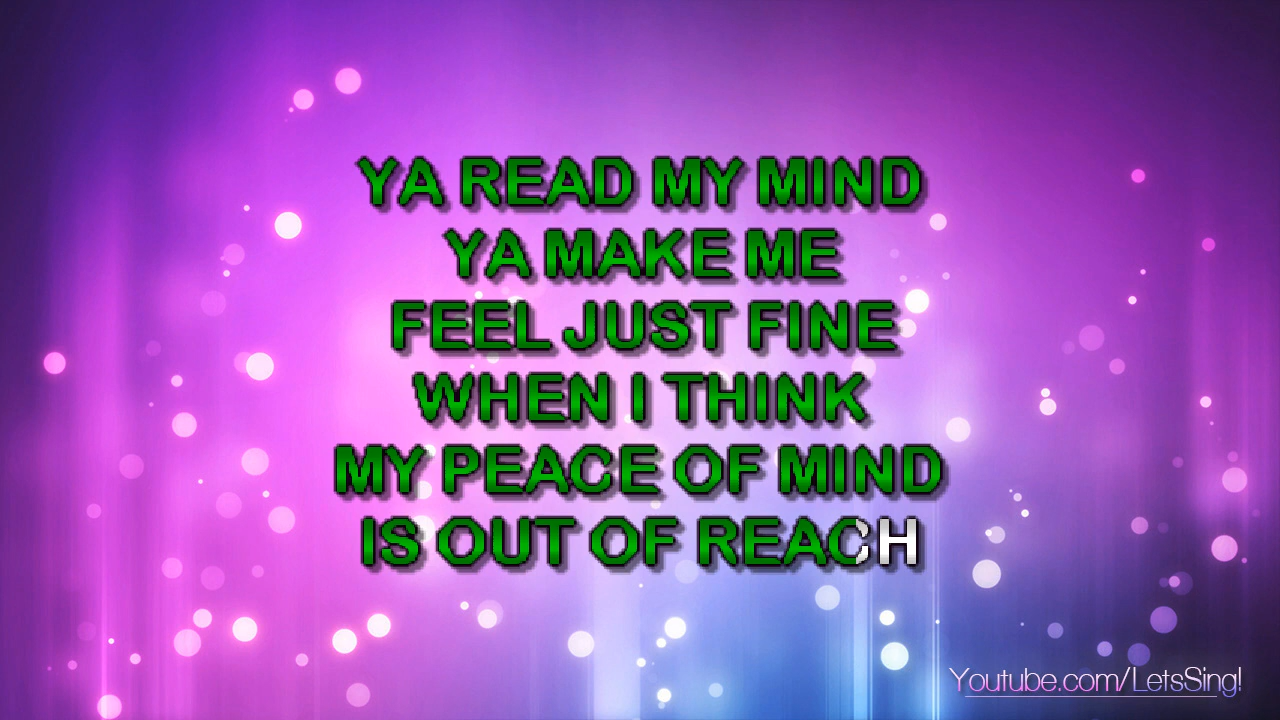 YA READ MY MIND
YA MAKE ME
FEEL JUST FINE
WHEN I THINK
MY PEACE OF MIND
IS OUT OF REACH
Youtube.com/LetsSing!